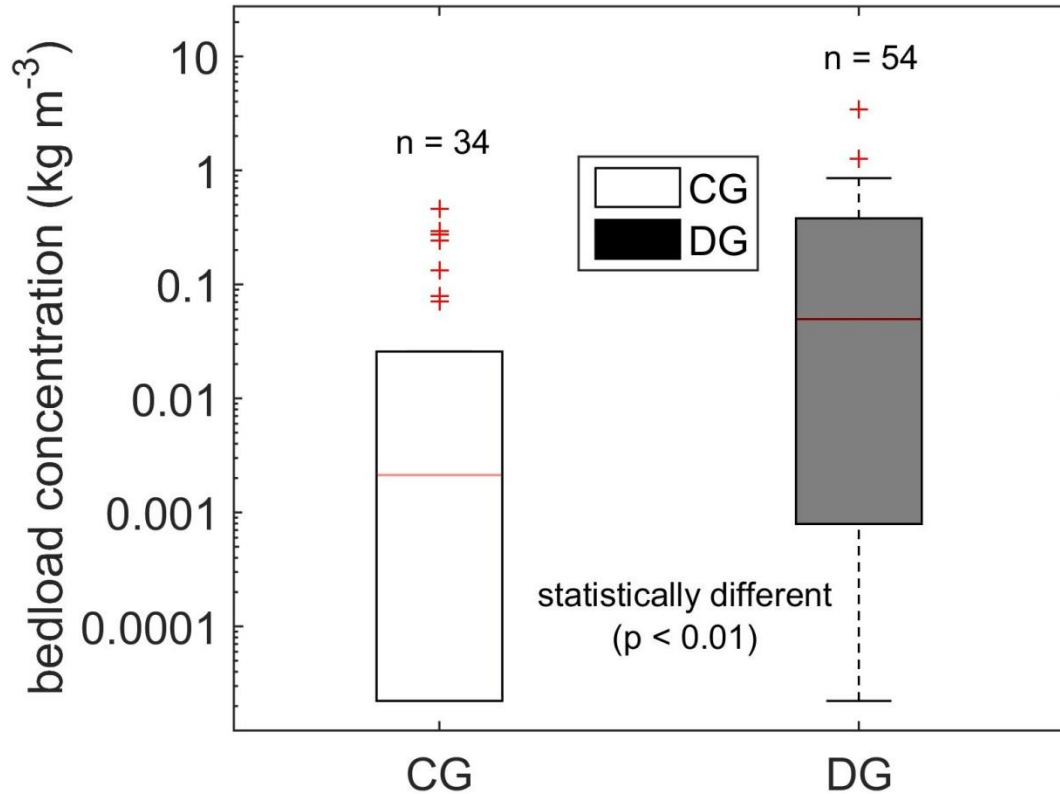 bedload concentration (kg m⁻³)
10
1
0.1
0.01
0.001
0.0001
n = 34
n = 54
CG
DG
statistically different
(p < 0.01)
CG
DG